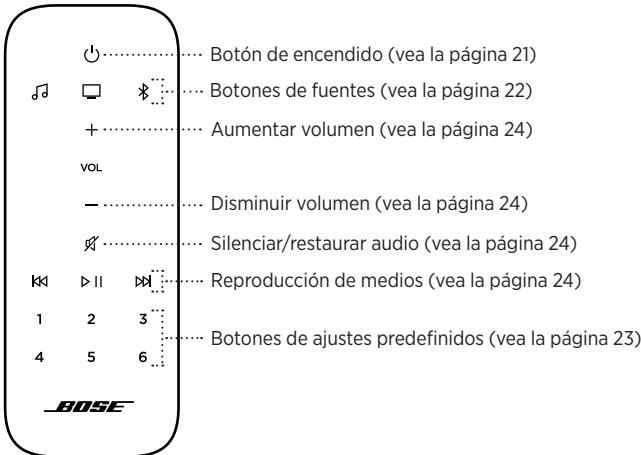 Botón de encendido (vea la página 21)
Botones de fuentes (vea la página 22)
+ Aumentar volumen (vea la página 24)
VOL
– Disminuir volumen (vea la página 24)
Silenciar/restaurar audio (vea la página 24)
Reproducción de medios (vea la página 24)
1 2 3
Botones de ajustes predefinidos (vea la página 23)
4 5 6
BOSE